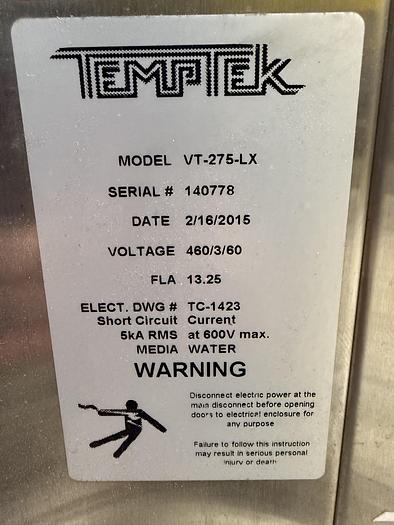 TEMPTEK
MODEL VT-275-LX
SERIAL # 140778
DATE 2/16/2015
VOLTAGE 460/3/60
FLA 13.25
ELECT. DWG # TC-1423
Short Circuit Current
5kA RMS at 600V max.
MEDIA WATER
WARNING
Disconnect electric power at the
main disconnect before opening
doors to electrical enclosure for
any purpose
Failure to follow this instruction
may result in serious personal
injury or death